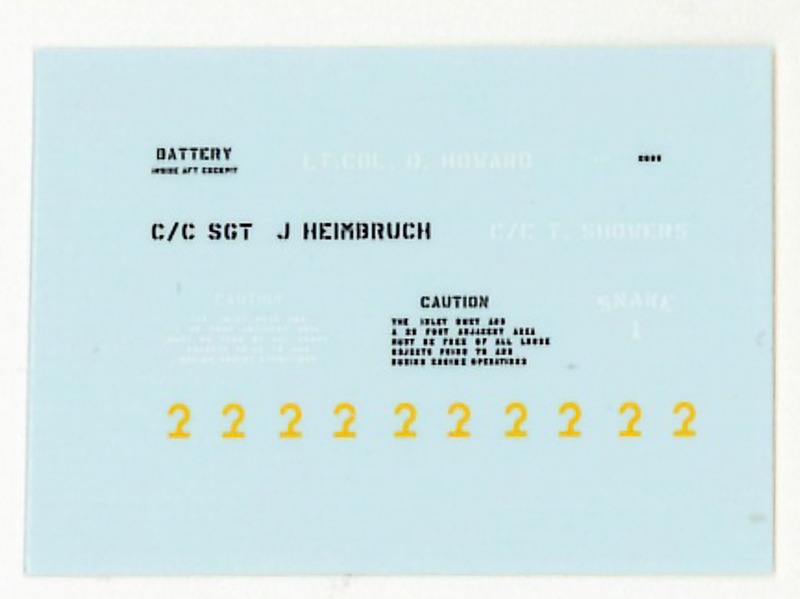 BATTERY
INSIDE AFT COCKPIT
LT.COL. D. HOWARD
C/C SGT J HEIMBRUCH
C/C T. SHOWERS
CAUTION
CAUTION
THE INLET DUCT AND
A 25 FOOT ADJACENT AREA
MUST BE FREE OF ALL LOOSE
OBJECTS PRIOR TO AND
DURING ENGINE OPERATIONS
SNAKE
1
2 2 2 2 2 2 2 2 2 2